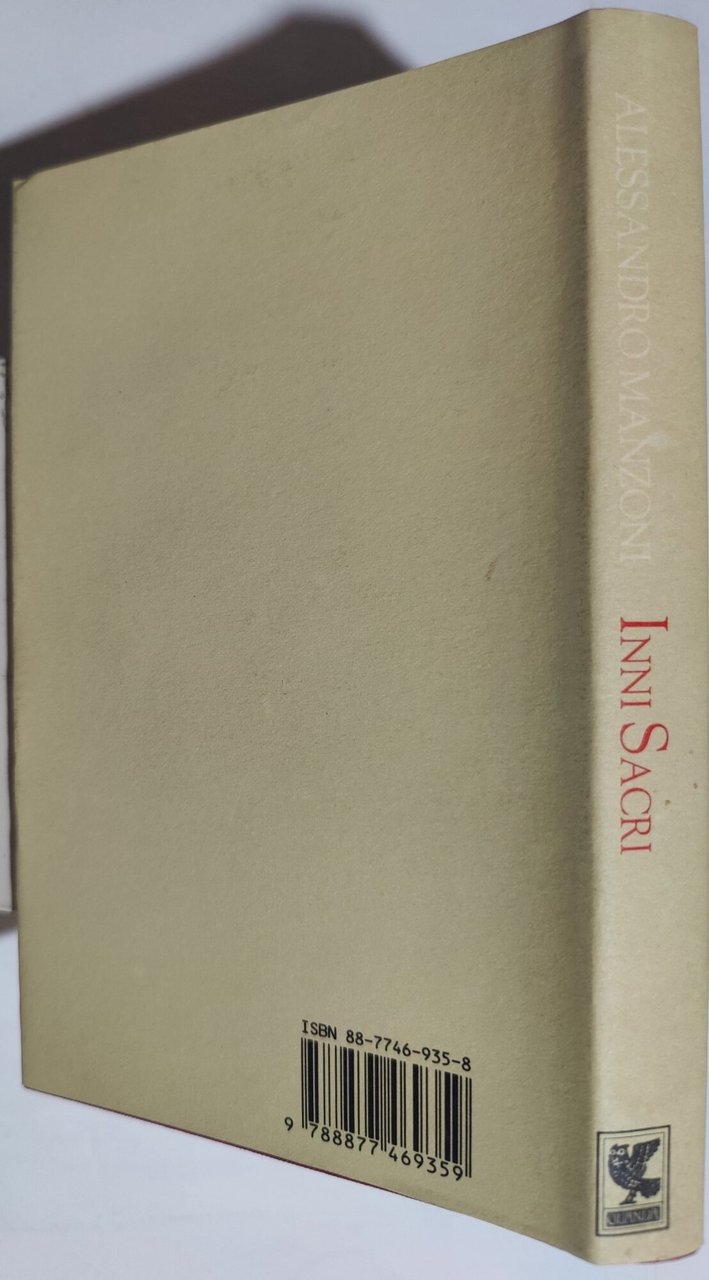 ALESSANDRO MANZONI INNI SACRI
ISBN 88-7746-935-8
9 788877 469359
GUANDA